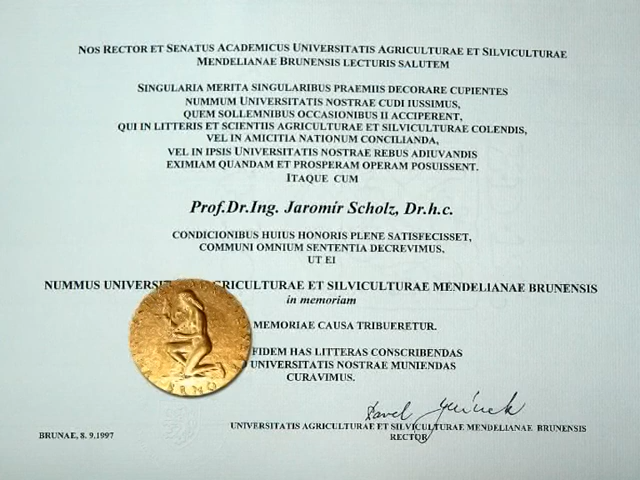 NOS RECTOR ET SENATUS ACADEMICUS UNIVERSITATIS AGRICULTURAE ET SILVICULTURAE
MENDELIANAE BRUNENSIS LECTURIS SALUTEM
SINGULARIA MERITA SINGULARIBUS PRAEMIIS DECORARE CUPIENTES
NUMMUM UNIVERSITATIS NOSTRAE CUDI IUSSIMUS,
QUEM SOLLEMNIBUS OCCASIONIBUS II ACCIPERENT,
QUI IN LITTERIS ET SCIENTIIS AGRICULTURAE ET SILVICULTURAE COLENDIS,
VEL IN AMICITIA NATIONUM CONCILIANDA,
VEL IN IPSIS UNIVERSITATIS NOSTRAE REBUS ADIUVANDIS
EXIMIAM QUANDAM ET PROSPERAM OPERAM POSUISSENT.
ITAQUE CUM
Prof.Dr.Ing. Jaromír Scholz, Dr.h.c.
CONDICIONIBUS HUIUS HONORIS PLENE SATISFECISSET,
COMMUNI OMNIUM SENTENTIA DECREVIMUS,
UT EI
NUMMUS UNIVERSIT GRICULTURAE ET SILVICULTURAE MENDELIANAE BRUNENSIS
in memoriam
MEMORIAE CAUSA TRIBUERETUR.
FIDEM HAS LITTERAS CONSCRIBENDAS
UNIVERSITATIS NOSTRAE MUNIENDAS
CURAVIMUS.
BRNO
BRUNAE, 8. 9.1997
UNIVERSITATIS AGRICULTURAE ET SILVICULTURAE MENDELIANAE BRUNENSIS
RECTOR